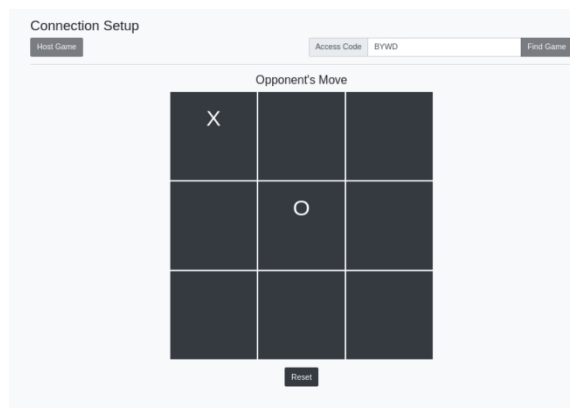 Connection Setup
Host Game
Access Code BYWD Find Game
Opponent's Move
X
O
Reset